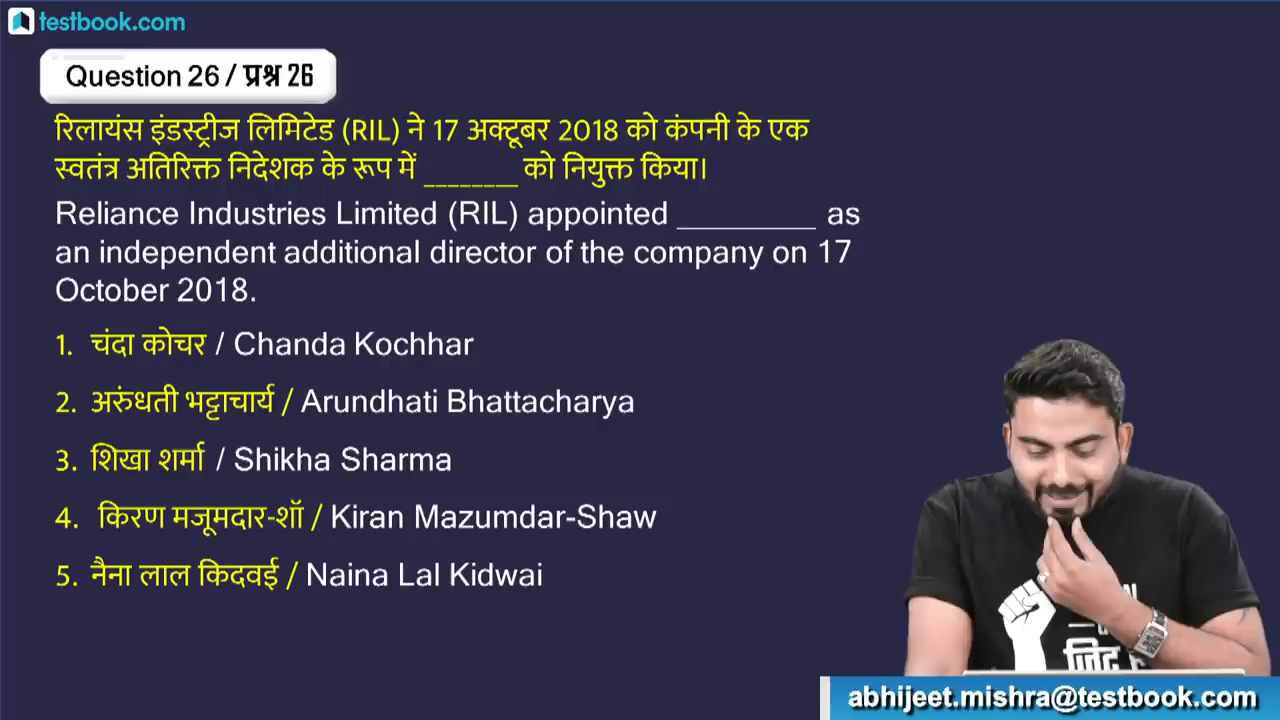 testbook.com
Question 26 / प्रश्न 26
रिलायंस इंडस्ट्रीज लिमिटेड (RIL) ने 17 अक्टूबर 2018 को कंपनी के एक
स्वतंत्र अतिरिक्त निदेशक के रूप में ________ को नियुक्त किया।
Reliance Industries Limited (RIL) appointed ________ as
an independent additional director of the company on 17
October 2018.
1. चंदा कोचर / Chanda Kochhar
2. अरुंधती भट्टाचार्य / Arundhati Bhattacharya
3. शिखा शर्मा / Shikha Sharma
4. किरण मजूमदार-शॉ / Kiran Mazumdar-Shaw
5. नैना लाल किदवई / Naina Lal Kidwai
जिद
abhijeet.mishra@testbook.com